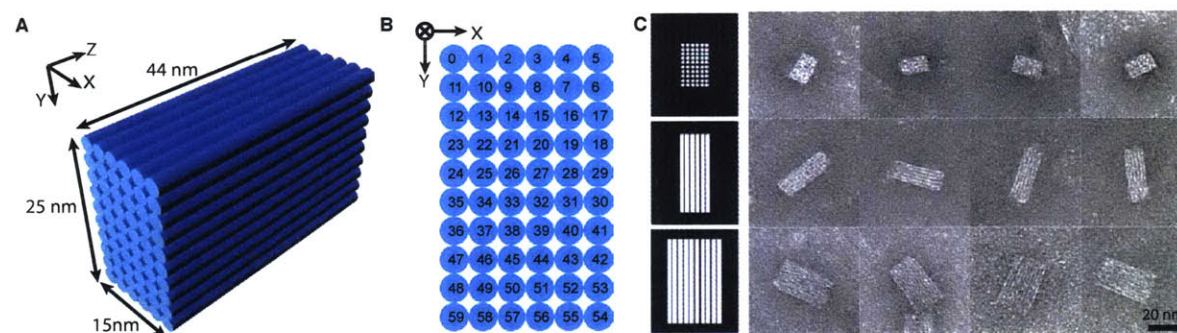 A
Z
X
Y
44 nm
25 nm
15nm
B
X
Y
0 1 2 3 4 5
11 10 9 8 7 6
12 13 14 15 16 17
23 22 21 20 19 18
24 25 26 27 28 29
35 34 33 32 31 30
36 37 38 39 40 41
47 46 45 44 43 42
48 49 50 51 52 53
59 58 57 56 55 54
C
20 nm